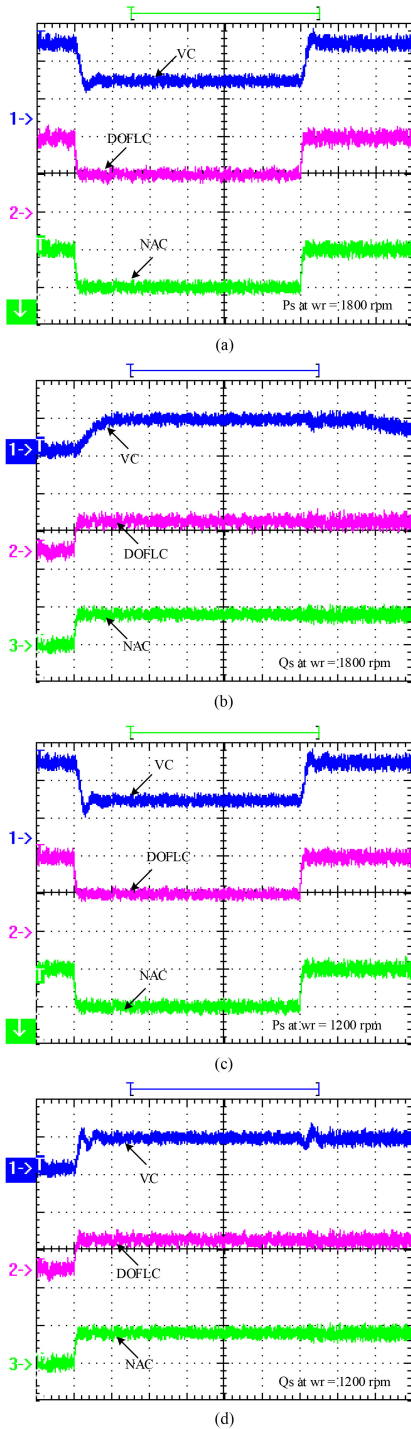 VC
1->
DOFLC
2->
NAC
Ps at wr = 1800 rpm
(a)
1->
VC
2->
DOFLC
NAC
3->
Qs at wr = 1800 rpm
(b)
VC
1->
DOFLC
2->
NAC
Ps at wr = 1200 rpm
(c)
1->
VC
2->
DOFLC
3->
NAC
Qs at wr = 1200 rpm
(d)